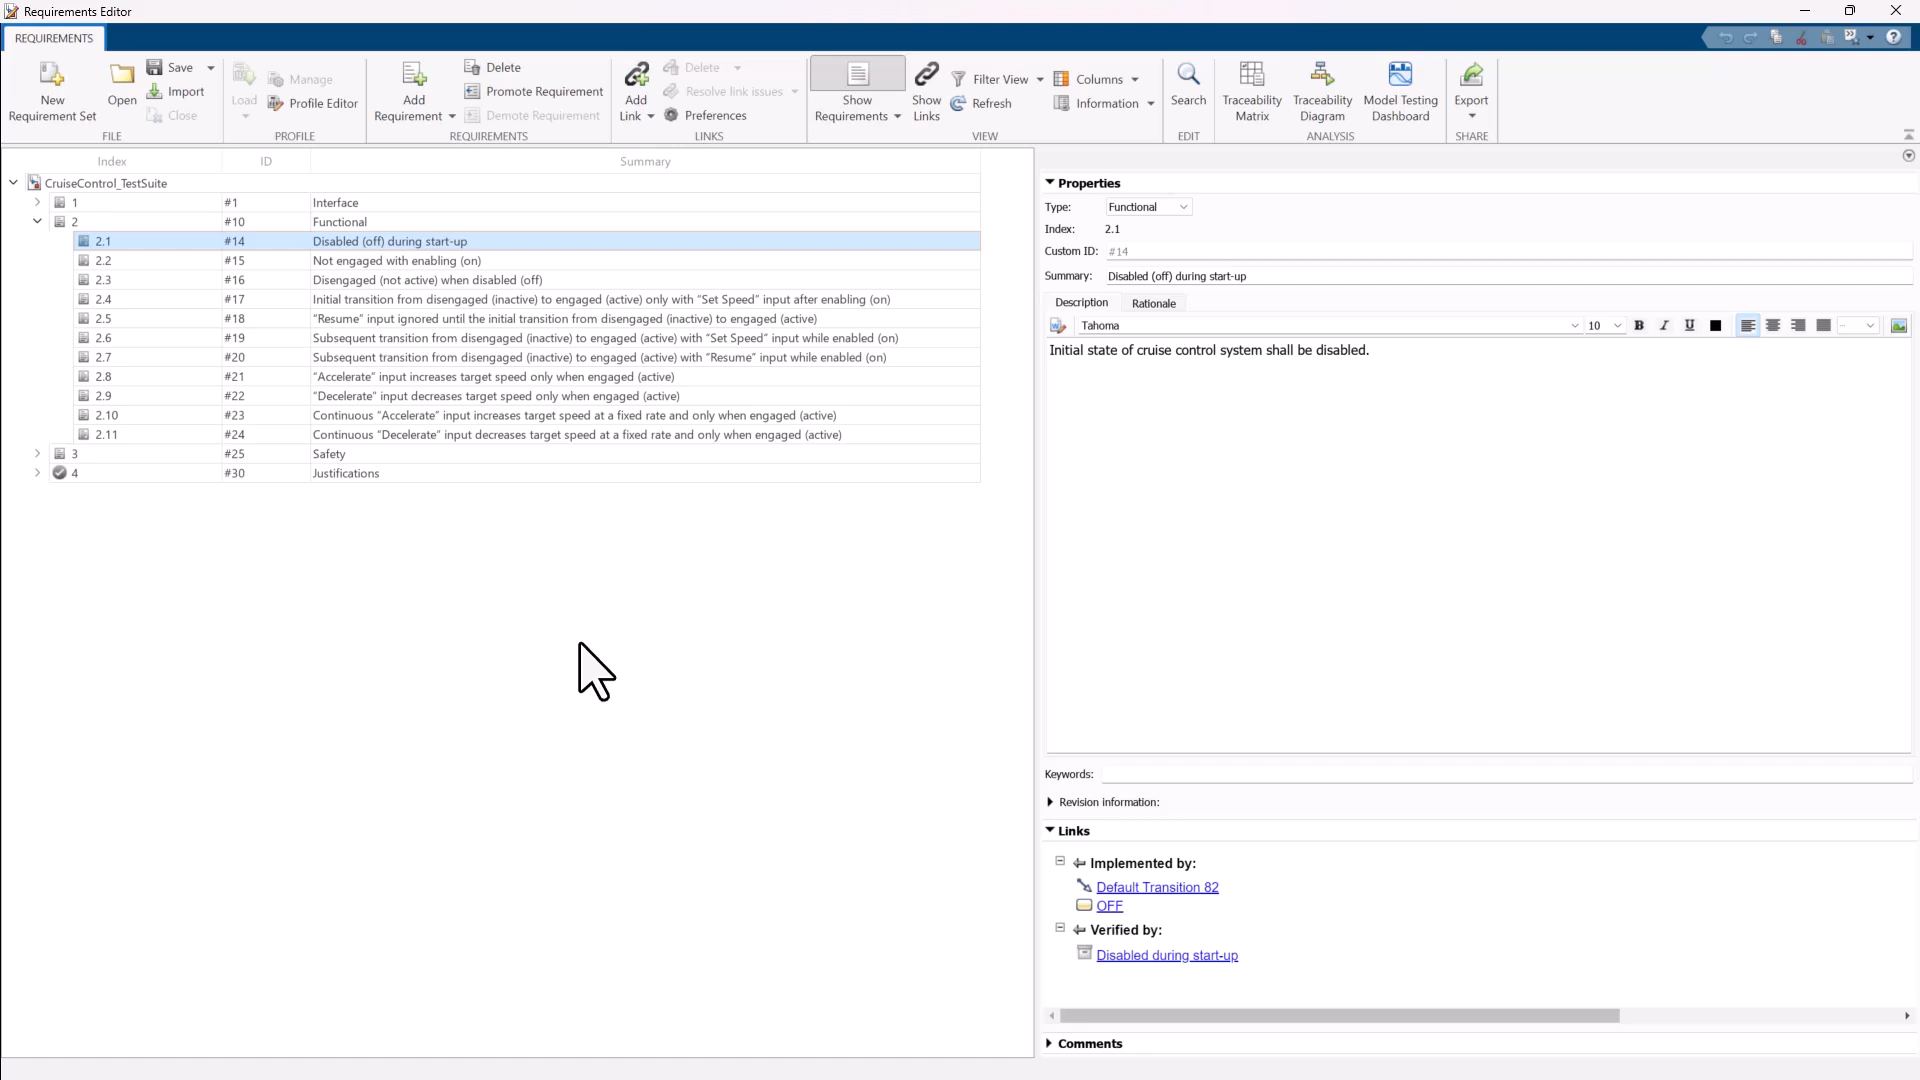 Requirements Editor
REQUIREMENTS
New Requirement Set
Open
Save
Import
Close
FILE
Load
Manage
Profile Editor
PROFILE
Add Requirement
Delete
Promote Requirement
Demote Requirement
REQUIREMENTS
Add Link
Delete
Resolve link issues
Preferences
LINKS
Show Requirements
Show Links
Filter View
Refresh
Columns
Information
VIEW
Search
EDIT
Traceability Matrix
Traceability Diagram
Model Testing Dashboard
ANALYSIS
Export
SHARE
Index ID Summary
CruiseControl_TestSuite
1 #1 Interface
2 #10 Functional
2.1 #14 Disabled (off) during start-up
2.2 #15 Not engaged with enabling (on)
2.3 #16 Disengaged (not active) when disabled (off)
2.4 #17 Initial transition from disengaged (inactive) to engaged (active) only with “Set Speed” input after enabling (on)
2.5 #18 “Resume” input ignored until the initial transition from disengaged (inactive) to engaged (active)
2.6 #19 Subsequent transition from disengaged (inactive) to engaged (active) with “Set Speed” input while enabled (on)
2.7 #20 Subsequent transition from disengaged (inactive) to engaged (active) with “Resume” input while enabled (on)
2.8 #21 “Accelerate” input increases target speed only when engaged (active)
2.9 #22 “Decelerate” input decreases target speed only when engaged (active)
2.10 #23 Continuous “Accelerate” input increases target speed at a fixed rate and only when engaged (active)
2.11 #24 Continuous “Decelerate” input decreases target speed at a fixed rate and only when engaged (active)
3 #25 Safety
4 #30 Justifications
Properties
Type: Functional
Index: 2.1
Custom ID: #14
Summary: Disabled (off) during start-up
Description Rationale
Tahoma 10 B I U
Initial state of cruise control system shall be disabled.
Keywords:
Revision information:
Links
Implemented by:
Default Transition 82
OFF
Verified by:
Disabled during start-up
Comments